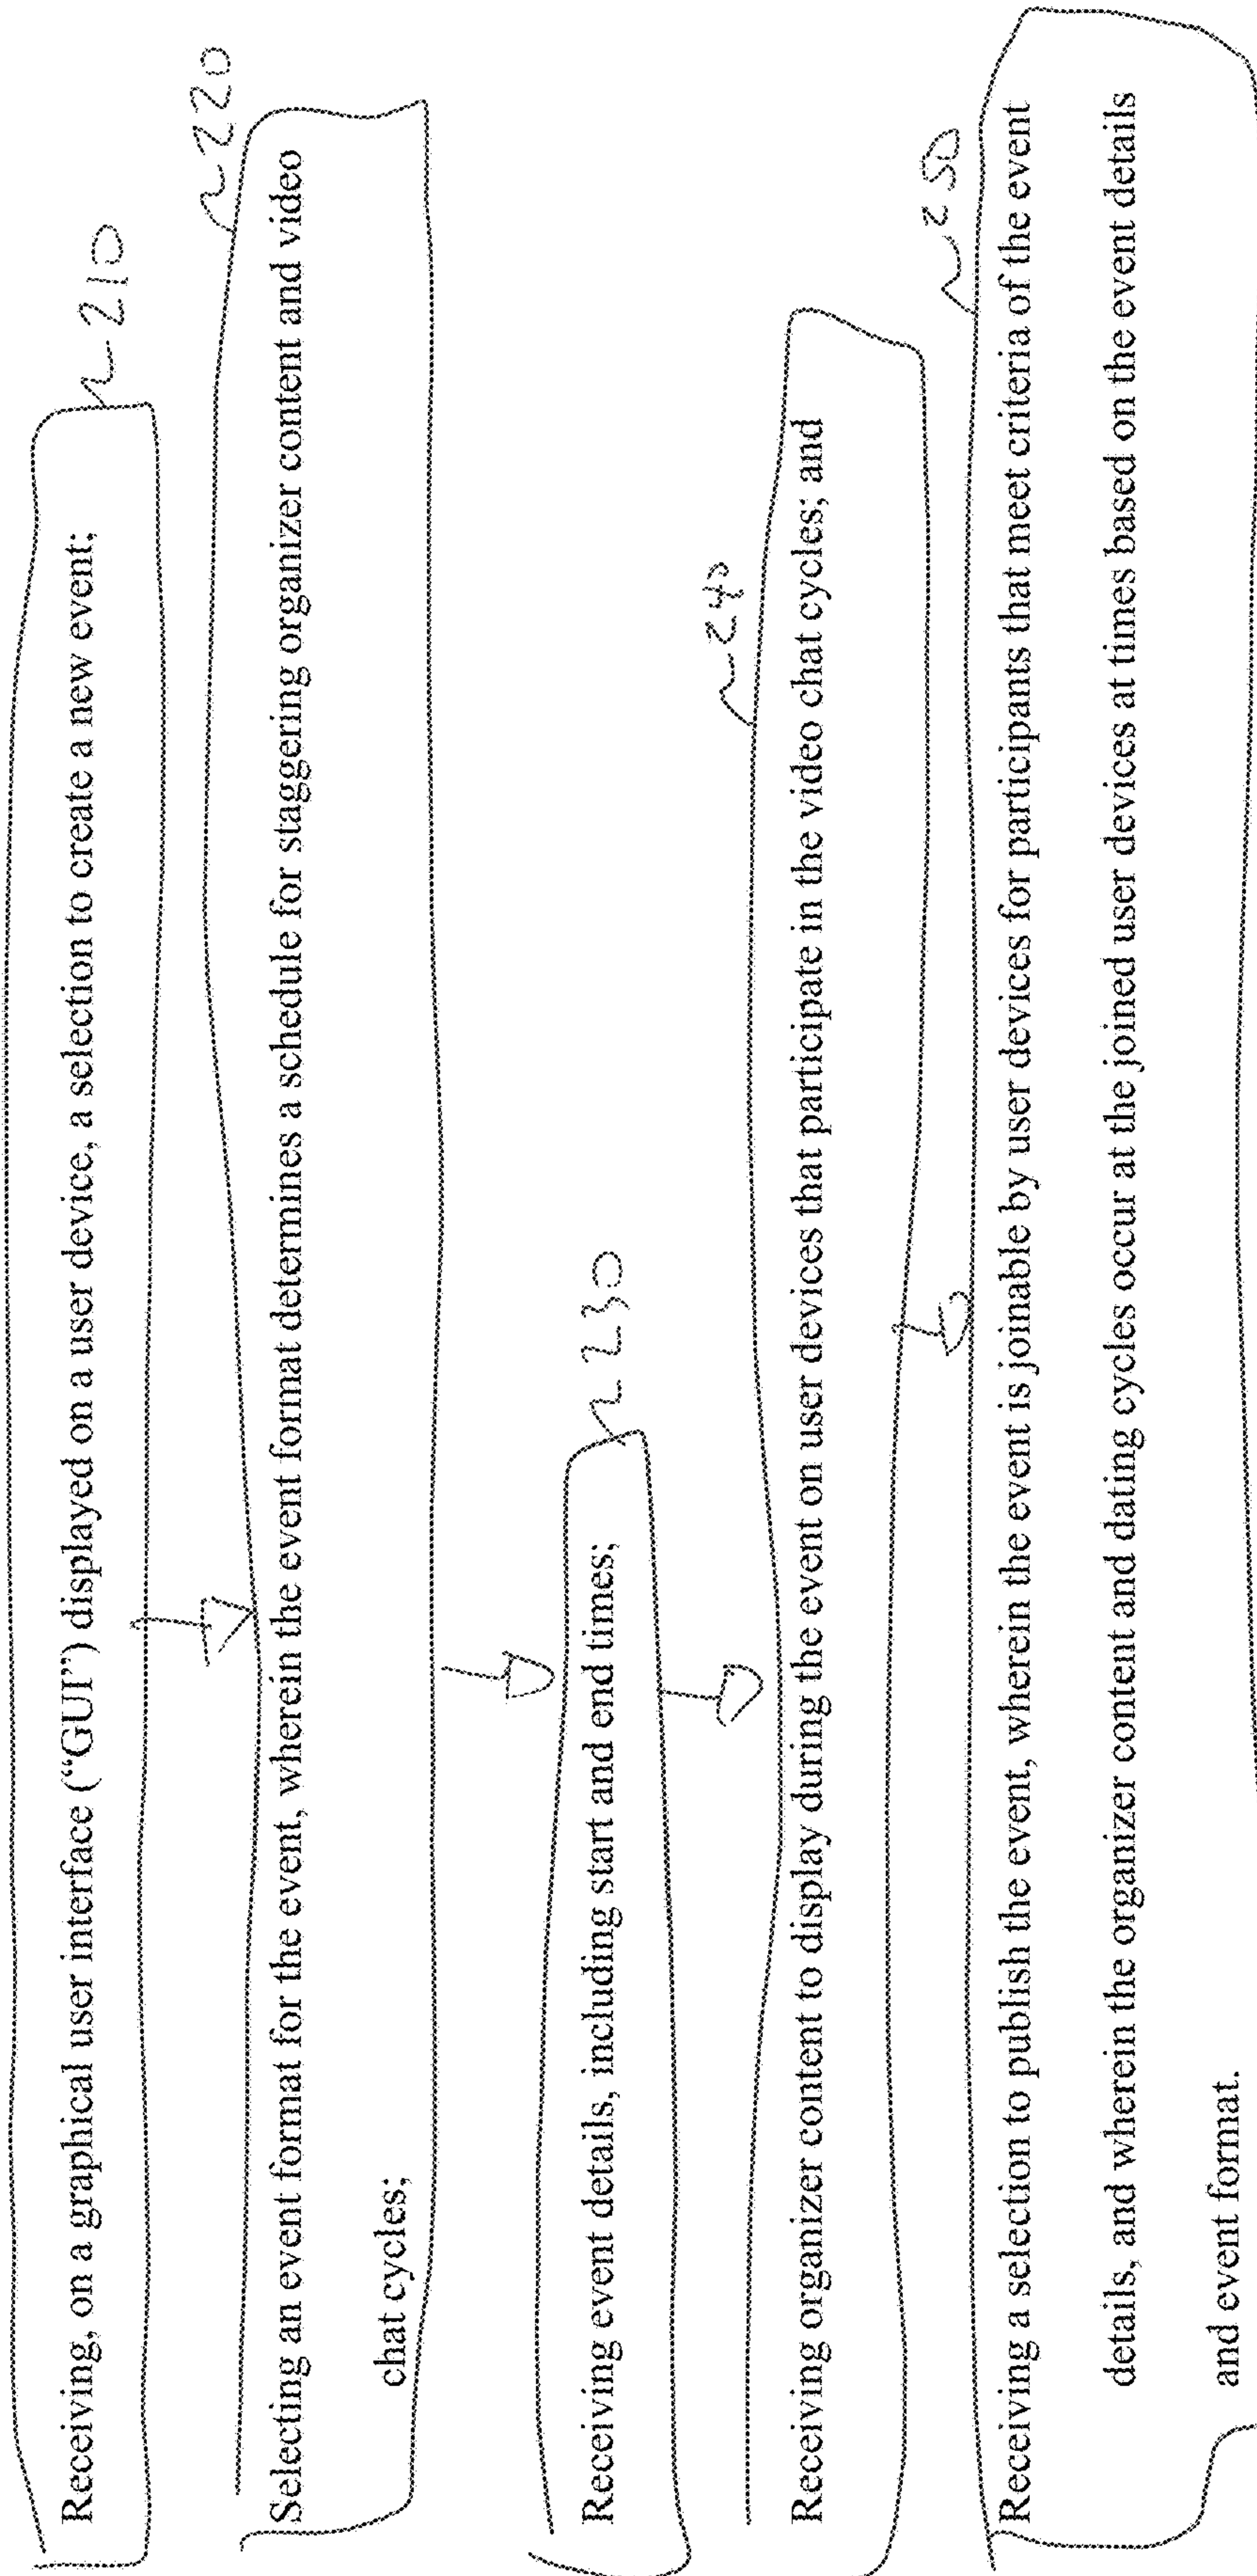 Receiving, on a graphical user interface (“GUI”) displayed on a user device, a selection to create a new event;
210
Selecting an event format for the event, wherein the event format determines a schedule for staggering organizer content and video
chat cycles;
220
Receiving event details, including start and end times;
230
Receiving organizer content to display during the event on user devices that participate in the video chat cycles; and
240
Receiving a selection to publish the event, wherein the event is joinable by user devices for participants that meet criteria of the event
details, and wherein the organizer content and dating cycles occur at the joined user devices at times based on the event details
and event format.
250